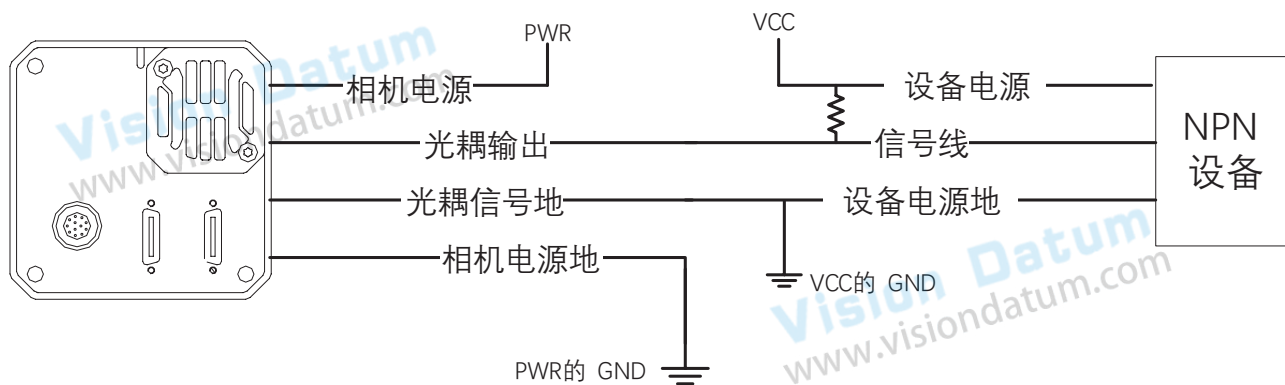 PWR
VCC
相机电源
设备电源
光耦输出
信号线
NPN
设备
光耦信号地
设备电源地
相机电源地
VCC的 GND
PWR的 GND
Vision Datum
www.visiondatum.com
Vision Datum
www.visiondatum.com